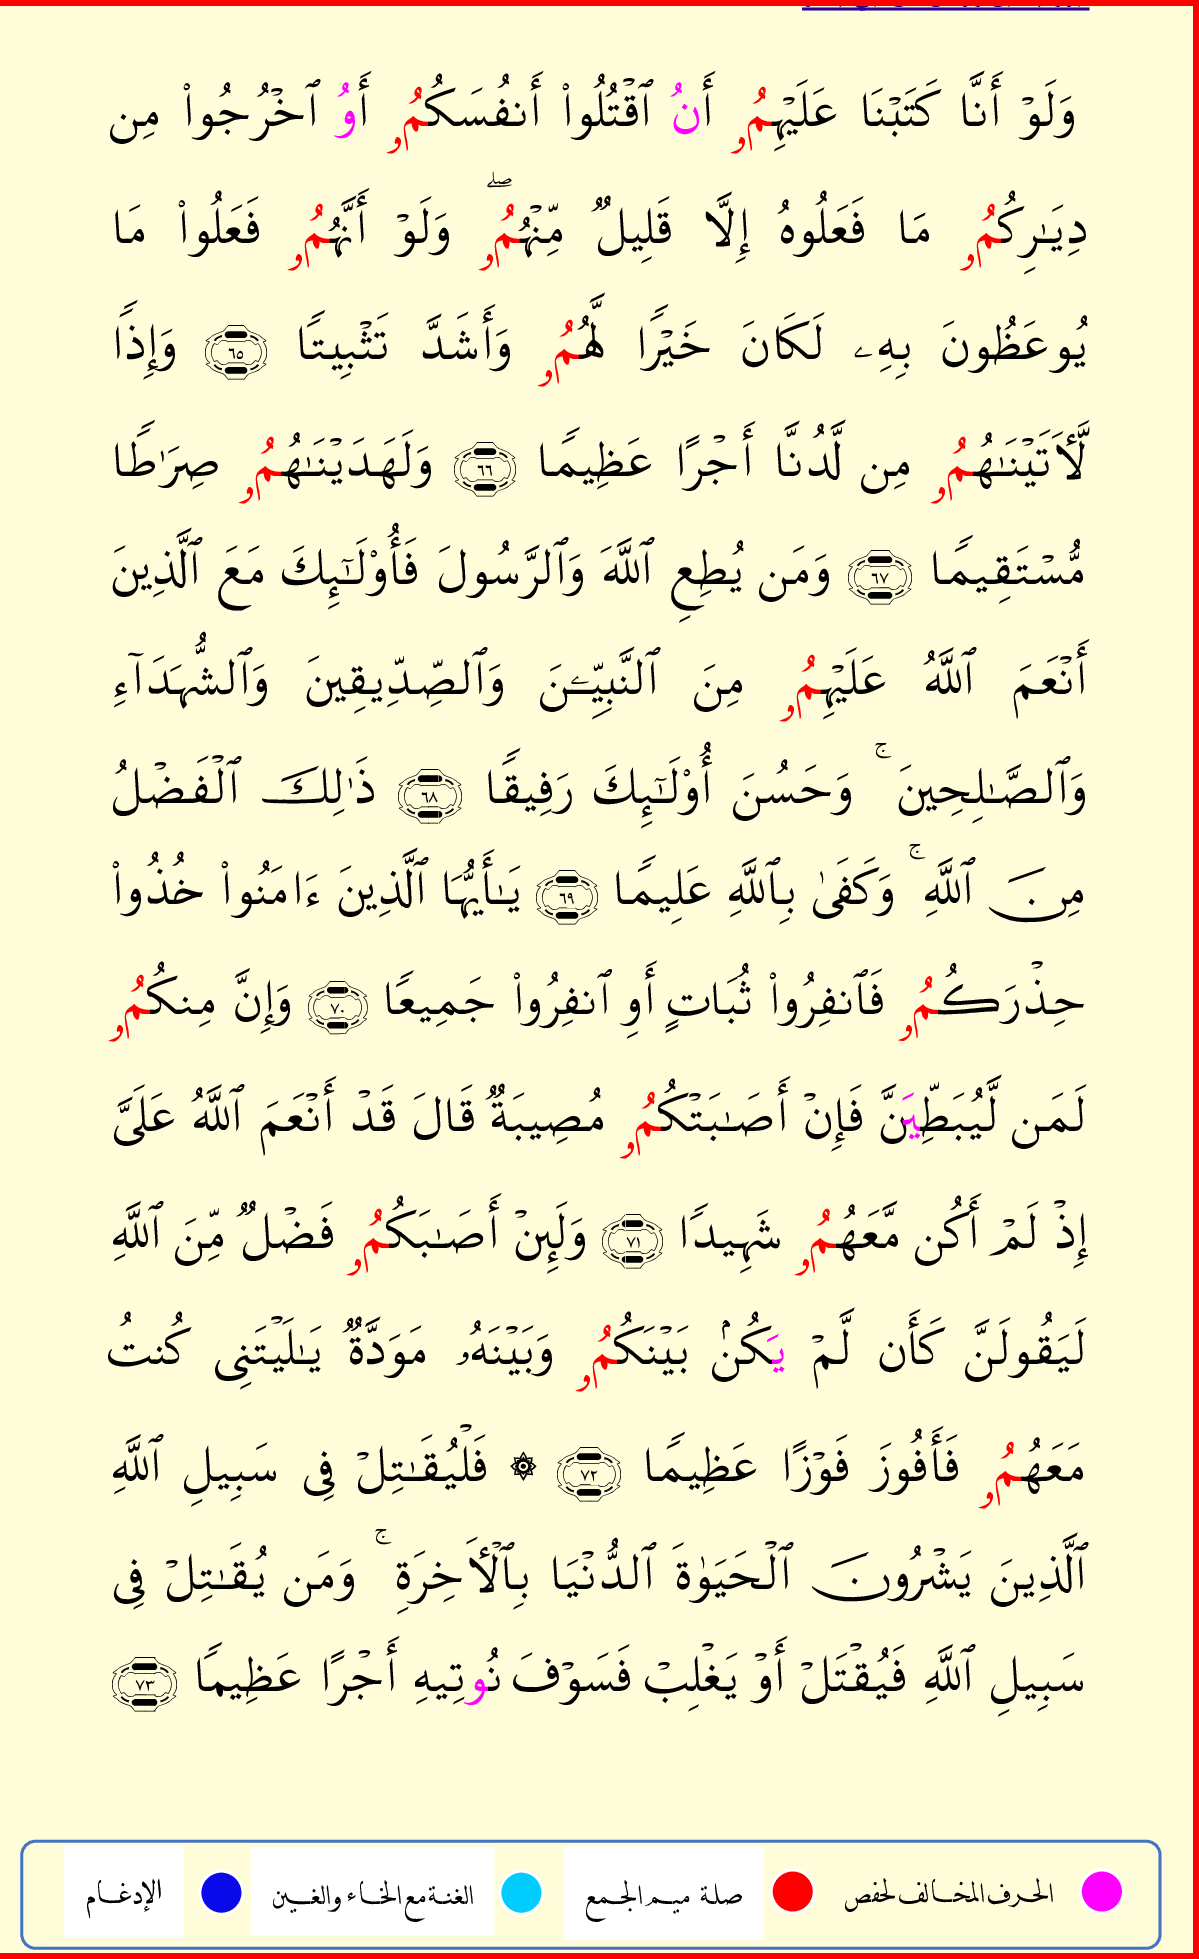 وَلَوۡ أَنَّا كَتَبۡنَا عَلَيۡهِمُۥ أَنُ ٱقۡتُلُواْ أَنفُسَكُمُۥ أَوُ ٱخۡرُجُواْ مِن
دِيَٰرِكُمُۥ مَا فَعَلُوهُ إِلَّا قَلِيلٞ مِّنۡهُمُۥۖ وَلَوۡ أَنَّهُمُۥ فَعَلُواْ مَا
يُوعَظُونَ بِهِۦ لَكَانَ خَيۡرٗا لَّهُمُۥ وَأَشَدَّ تَثۡبِيتٗا ٦٥ وَإِذٗا
لَّأٓتَيۡنَٰهُمُۥ مِن لَّدُنَّا أَجۡرًا عَظِيمٗا ٦٦ وَلَهَدَيۡنَٰهُمُۥ صِرَٰطٗا
مُّسۡتَقِيمٗا ٦٧ وَمَن يُطِعِ ٱللَّهَ وَٱلرَّسُولَ فَأُوْلَٰٓئِكَ مَعَ ٱلَّذِينَ
أَنۡعَمَ ٱللَّهُ عَلَيۡهِمُۥ مِنَ ٱلنَّبِيِّـۧنَ وَٱلصِّدِّيقِينَ وَٱلشُّهَدَآءِ
وَٱلصَّٰلِحِينَۚ وَحَسُنَ أُوْلَٰٓئِكَ رَفِيقٗا ٦٨ ذَٰلِكَ ٱلۡفَضۡلُ
مِنَ ٱللَّهِۚ وَكَفَىٰ بِٱللَّهِ عَلِيمٗا ٦٩ يَٰأَيُّهَا ٱلَّذِينَ ءَامَنُواْ خُذُواْ
حِذۡرَكُمُۥ فَٱنفِرُواْ ثُبَاتٍ أَوِ ٱنفِرُواْ جَمِيعٗا ٧٠ وَإِنَّ مِنكُمُۥ
لَمَن لَّيُبَطِّيَنَّ فَإِنۡ أَصَٰبَتۡكُمُۥ مُصِيبَةٞ قَالَ قَدۡ أَنۡعَمَ ٱللَّهُ عَلَىَّ
إِذۡ لَمۡ أَكُن مَّعَهُمُۥ شَهِيدٗا ٧١ وَلَئِنۡ أَصَٰبَكُمُۥ فَضۡلٞ مِّنَ ٱللَّهِ
لَيَقُولَنَّ كَأَن لَّمۡ يَكُنۢ بَيۡنَكُمُۥ وَبَيۡنَهُۥ مَوَدَّةٞ يَٰلَيۡتَنِى كُنتُ
مَعَهُمُۥ فَأَفُوزَ فَوۡزًا عَظِيمٗا ٧٢ ۞ فَلۡيُقَٰتِلۡ فِى سَبِيلِ ٱللَّهِ
ٱلَّذِينَ يَشۡرُونَ ٱلۡحَيَوٰةَ ٱلدُّنۡيَا بِٱلۡأٓخِرَةِۚ وَمَن يُقَٰتِلۡ فِى
سَبِيلِ ٱللَّهِ فَيُقۡتَلۡ أَوۡ يَغۡلِبۡ فَسَوۡفَ نُوتِيهِ أَجۡرًا عَظِيمٗا ٧٣
الحرف المخالف لحفص صلة ميم الجمع الغنة مع الخاء والغين الإدغام